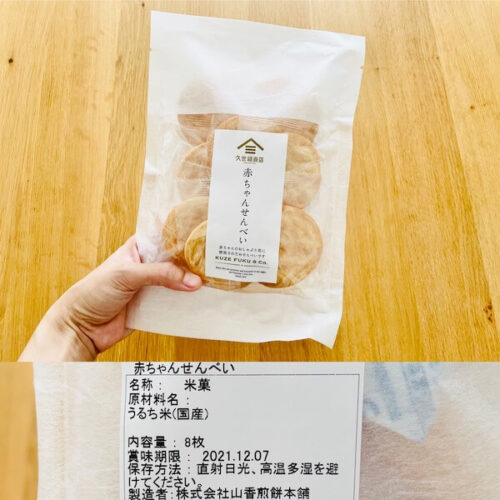 久世福商店
赤ちゃんせんべい
KUZE FUKU & Co.
赤ちゃんせんべい
名称： 米菓
原材料名：
うるち米(国産)
内容量： 8枚
賞味期限： 2021.12.07
保存方法：直射日光、高温多湿を避
けてください。
製造者：株式会社山香煎餅本舗